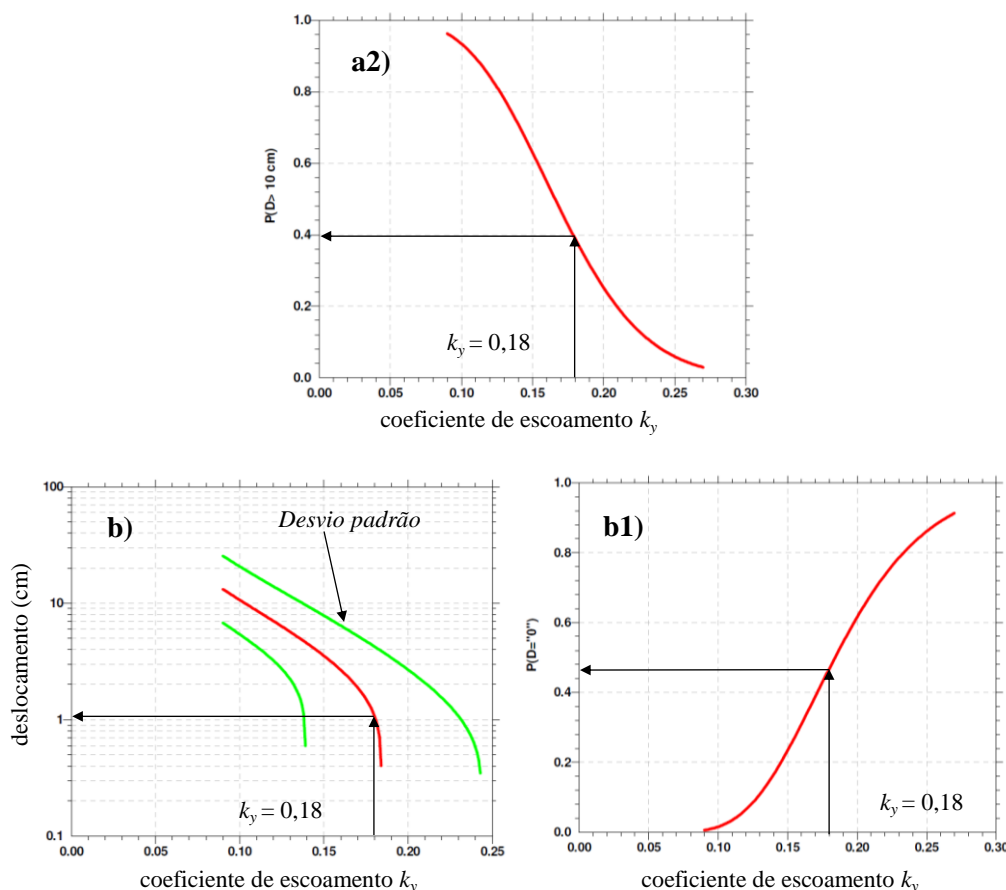 1.0
a2)
0.8
0.6
P(D> 10 cm)
0.4
0.2
k_y = 0,18
0.0
0.00 0.05 0.10 0.15 0.20 0.25 0.30
coeficiente de escoamento k_y
100
b)
Desvio padrão
10
deslocamento (cm)
1
k_y = 0,18
0.1
0.00 0.05 0.10 0.15 0.20 0.25
coeficiente de escoamento k_y
1.0
b1)
0.8
0.6
P(D="0")
0.4
0.2
k_y = 0,18
0.0
0.00 0.05 0.10 0.15 0.20 0.25 0.30
coeficiente de escoamento k_y